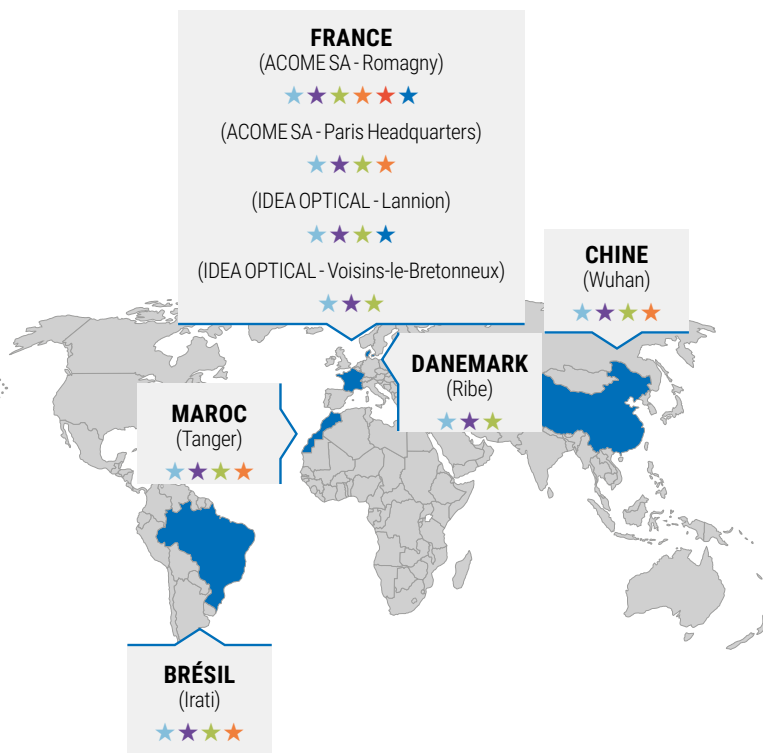 FRANCE
(ACOME SA - Romagny)
(ACOME SA - Paris Headquarters)
(IDEA OPTICAL - Lannion)
(IDEA OPTICAL - Voisins-le-Bretonneux)
CHINE
(Wuhan)
DANEMARK
(Ribe)
MAROC
(Tanger)
BRÉSIL
(Irati)